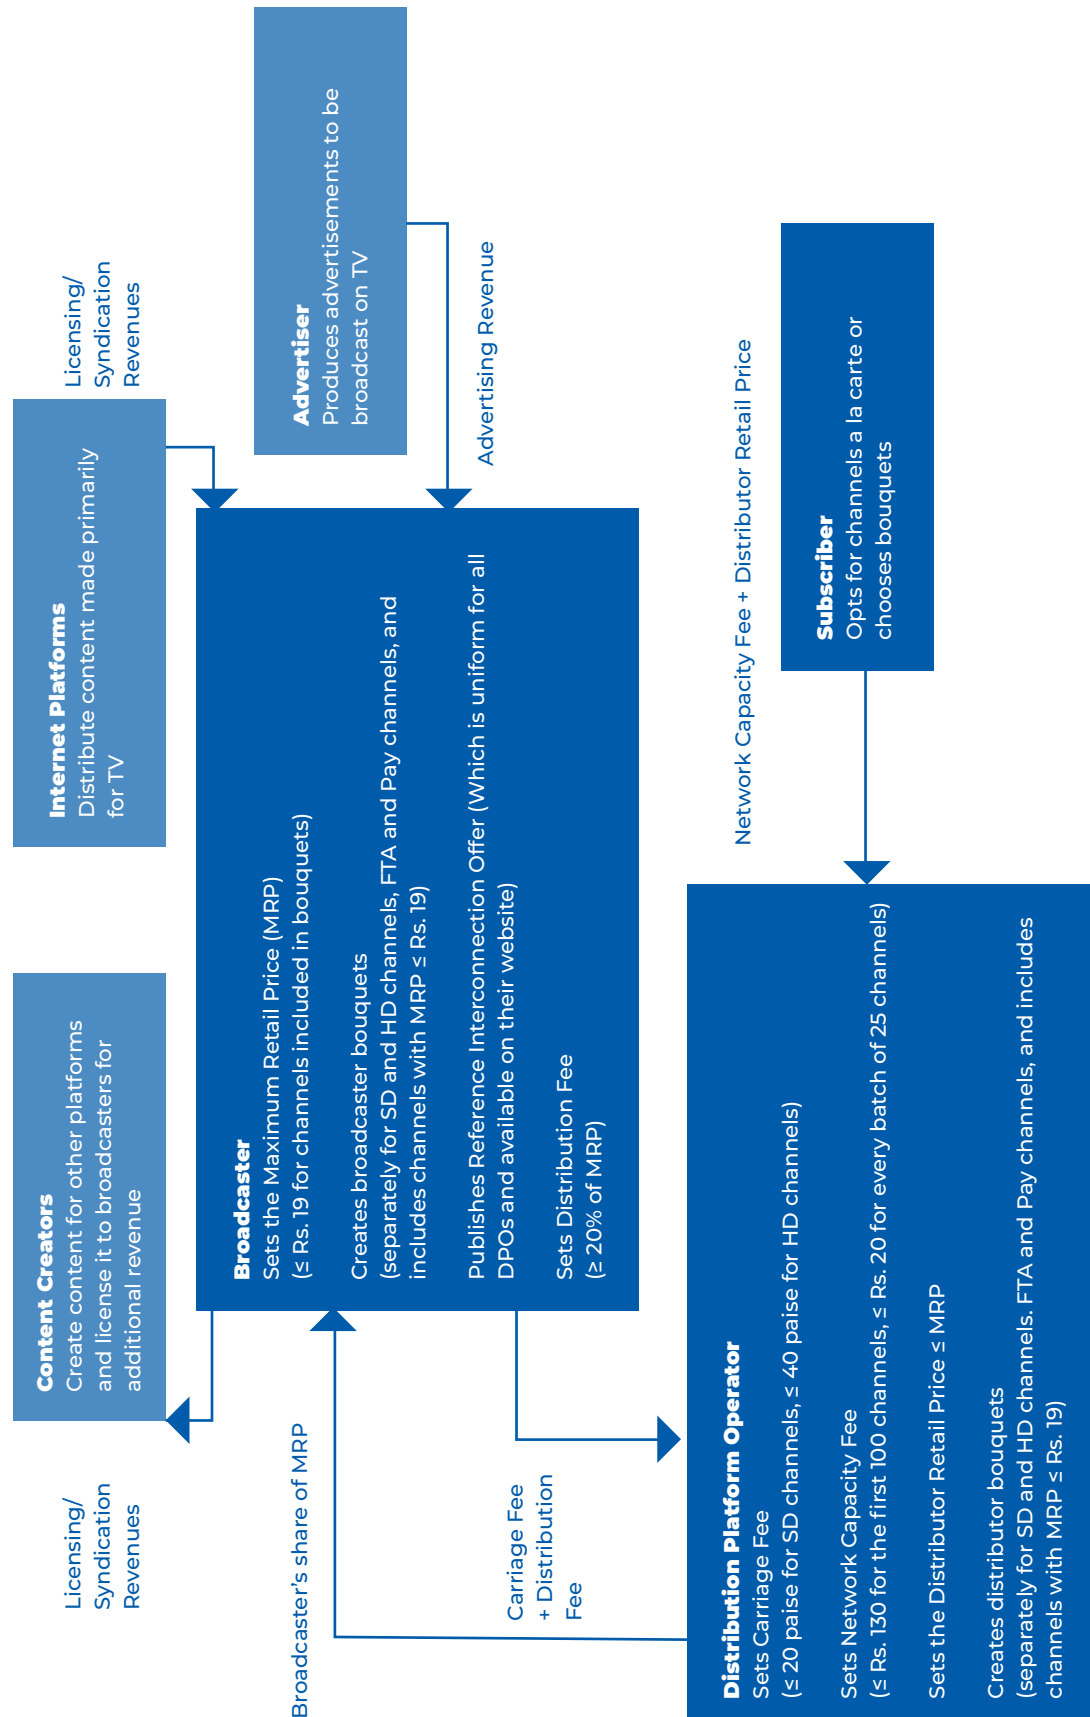 Licensing/
Syndication
Revenues
Content Creators
Create content for other platforms
and license it to broadcasters for
additional revenue
Internet Platforms
Distribute content made primarily
for TV
Licensing/
Syndication
Revenues
Broadcaster's share of MRP
Broadcaster
Sets the Maximum Retail Price (MRP)
(≤ Rs. 19 for channels included in bouquets)
Creates broadcaster bouquets
(separately for SD and HD channels, FTA and Pay channels, and
includes channels with MRP ≤ Rs. 19)
Publishes Reference Interconnection Offer (Which is uniform for all
DPOs and available on their website)
Sets Distribution Fee
(≥ 20% of MRP)
Advertiser
Produces advertisements to be
broadcast on TV
Advertising Revenue
Carriage Fee
+ Distribution
Fee
Network Capacity Fee + Distributor Retail Price
Distribution Platform Operator
Sets Carriage Fee
(≤ 20 paise for SD channels, ≤ 40 paise for HD channels)
Sets Network Capacity Fee
(≤ Rs. 130 for the first 100 channels, ≤ Rs. 20 for every batch of 25 channels)
Sets the Distributor Retail Price ≤ MRP
Creates distributor bouquets
(separately for SD and HD channels. FTA and Pay channels, and includes
channels with MRP ≤ Rs. 19)
Subscriber
Opts for channels a la carte or
chooses bouquets